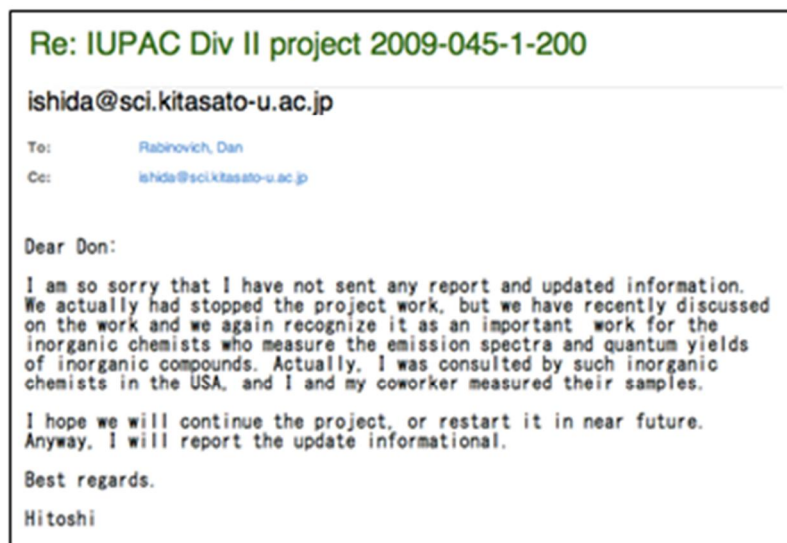 Re: IUPAC Div II project 2009-045-1-200
ishida@sci.kitasato-u.ac.jp
To: Rabinovich, Dan
Cc: ishida@sci.kitasato-u.ac.jp
Dear Don:
I am so sorry that I have not sent any report and updated information.
We actually had stopped the project work, but we have recently discussed
on the work and we again recognize it as an important  work for the
inorganic chemists who measure the emission spectra and quantum yields
of inorganic compounds. Actually, I was consulted by such inorganic
chemists in the USA, and I and my coworker measured their samples.
I hope we will continue the project, or restart it in near future.
Anyway, I will report the update informational.
Best regards.
Hitoshi